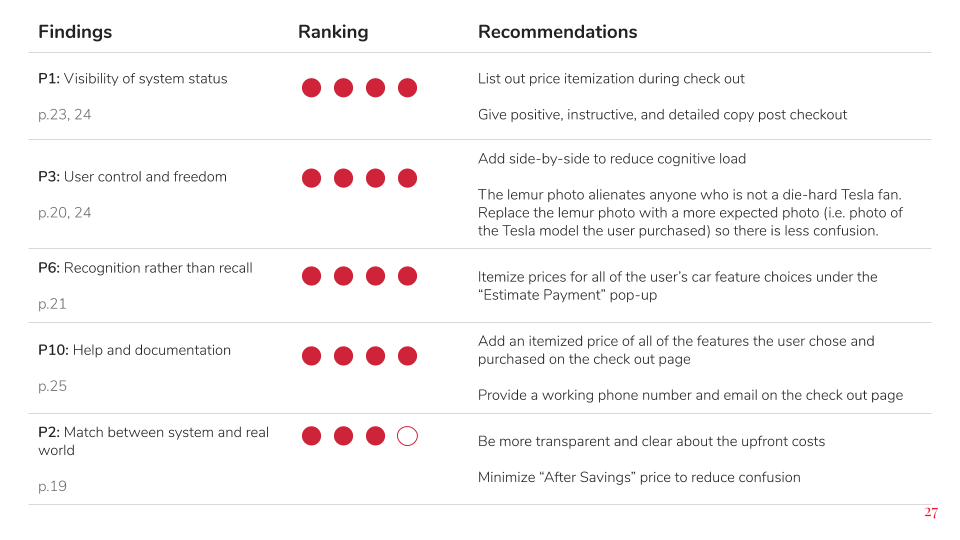 Findings
Ranking
Recommendations
P1: Visibility of system status
p.23, 24
List out price itemization during check out
Give positive, instructive, and detailed copy post checkout
P3: User control and freedom
p.20, 24
Add side-by-side to reduce cognitive load
The lemur photo alienates anyone who is not a die-hard Tesla fan.
Replace the lemur photo with a more expected photo (i.e. photo of
the Tesla model the user purchased) so there is less confusion.
P6: Recognition rather than recall
p.21
Itemize prices for all of the user’s car feature choices under the
“Estimate Payment” pop-up
P10: Help and documentation
p.25
Add an itemized price of all of the features the user chose and
purchased on the check out page
Provide a working phone number and email on the check out page
P2: Match between system and real
world
p.19
Be more transparent and clear about the upfront costs
Minimize “After Savings” price to reduce confusion
27